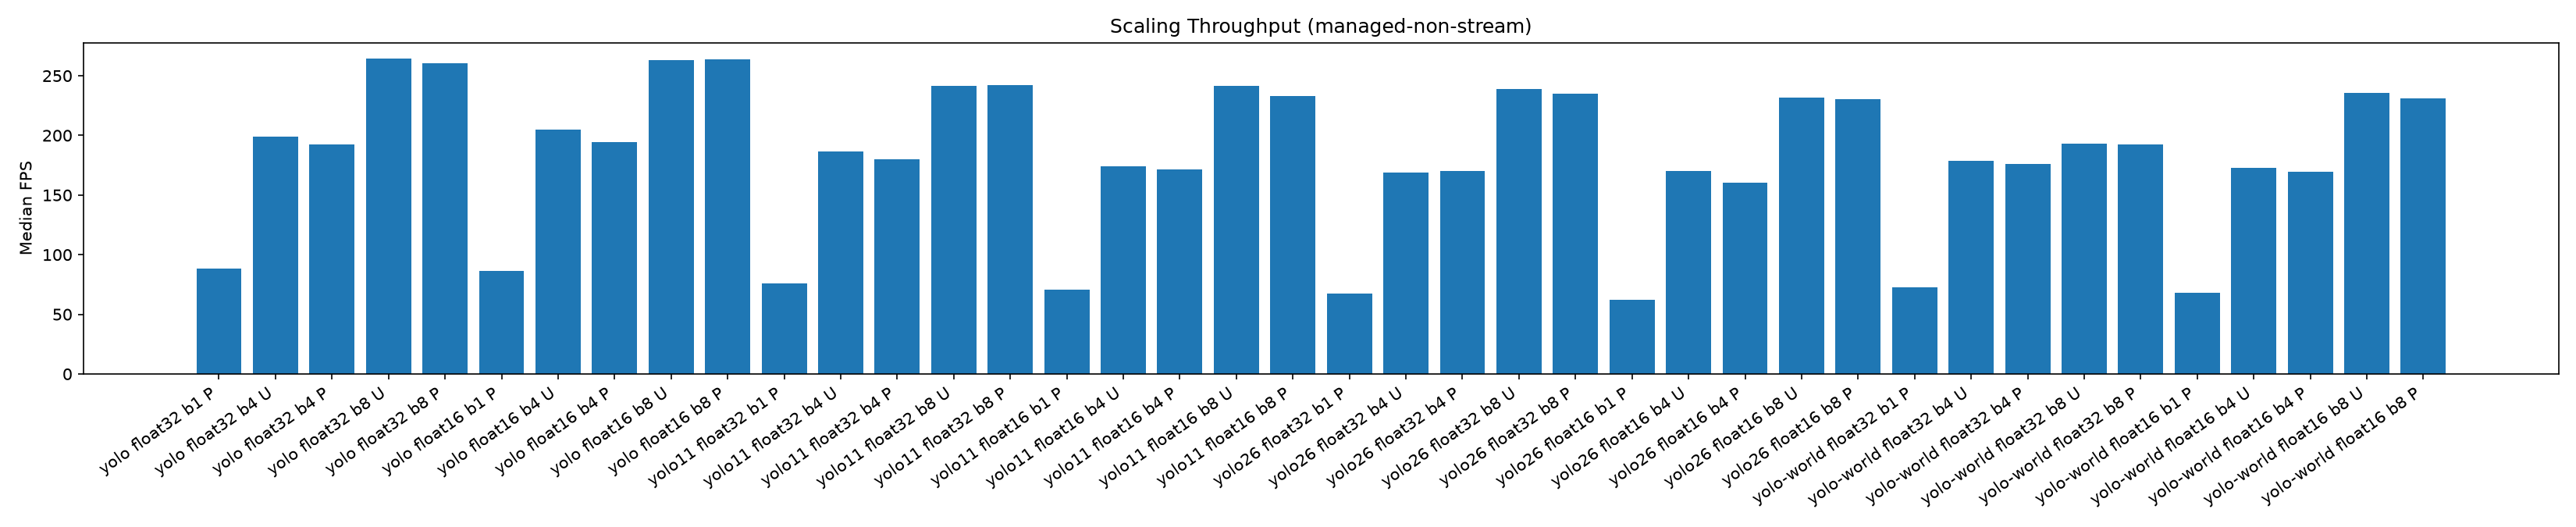 Scaling Throughput (managed-non-stream)
Median FPS
250
200
150
100
50
0
yolo float32 b1 P
yolo float32 b4 U
yolo float32 b4 P
yolo float32 b8 U
yolo float32 b8 P
yolo float16 b1 P
yolo float16 b4 U
yolo float16 b4 P
yolo float16 b8 U
yolo float16 b8 P
yolo11 float32 b1 P
yolo11 float32 b4 U
yolo11 float32 b4 P
yolo11 float32 b8 U
yolo11 float32 b8 P
yolo11 float16 b1 P
yolo11 float16 b4 U
yolo11 float16 b4 P
yolo11 float16 b8 U
yolo11 float16 b8 P
yolo26 float32 b1 P
yolo26 float32 b4 U
yolo26 float32 b4 P
yolo26 float32 b8 U
yolo26 float32 b8 P
yolo26 float16 b1 P
yolo26 float16 b4 U
yolo26 float16 b4 P
yolo26 float16 b8 U
yolo26 float16 b8 P
yolo-world float32 b1 P
yolo-world float32 b4 U
yolo-world float32 b4 P
yolo-world float32 b8 U
yolo-world float32 b8 P
yolo-world float16 b1 P
yolo-world float16 b4 U
yolo-world float16 b4 P
yolo-world float16 b8 U
yolo-world float16 b8 P